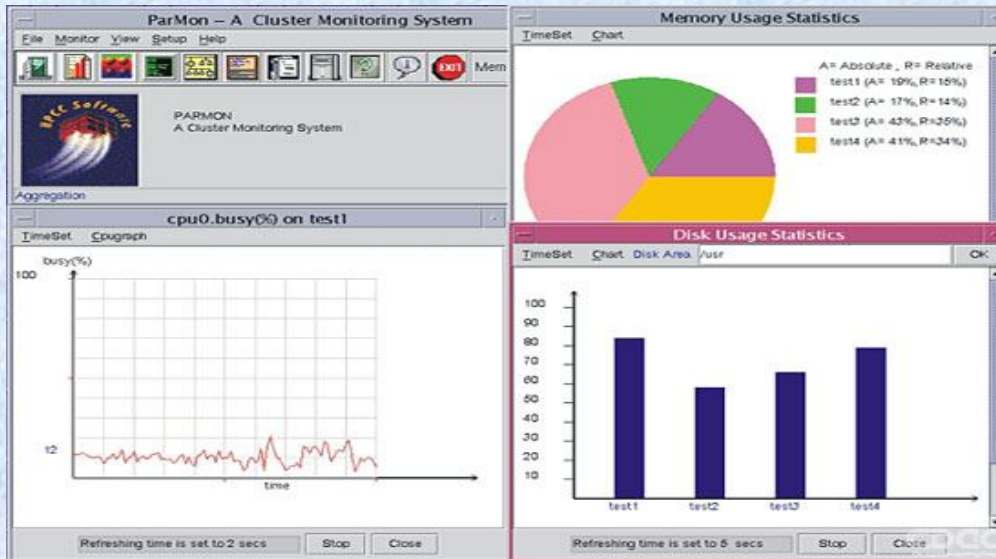 ParMon – A Cluster Monitoring System
File Monitor View Setup Help
EXIT Mem
BPCC Software
PARMON
A Cluster Monitoring System
Aggregation
Memory Usage Statistics
TimeSet Chart
A= Absolute , R= Relative
test1 (A= 19%,R=15%)
test2 (A= 17%,R=14%)
test3 (A= 43%,R=35%)
test4 (A= 41%,R=34%)
cpu0.busy(%) on test1
TimeSet Cpugraph
busy(%)
100
12
time
Refreshing time is set to 2 secs Stop Close
Disk Usage Statistics
TimeSet Chart Disk Area /usr OK
100
90
80
70
60
50
40
30
20
10
test1 test2 test3 test4
Refreshing time is set to 5 secs Stop Close